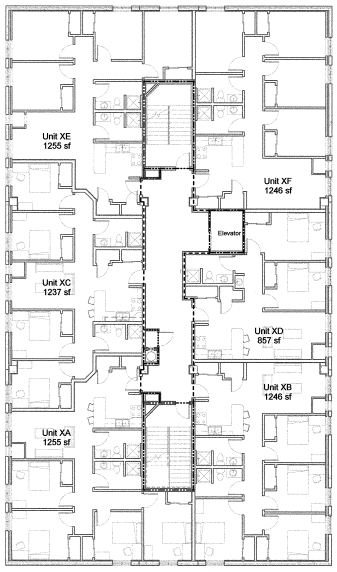 Unit XE
1255 sf
Unit XF
1246 sf
Elevator
Unit XC
1237 sf
Unit XD
857 sf
Unit XB
1246 sf
Unit XA
1255 sf